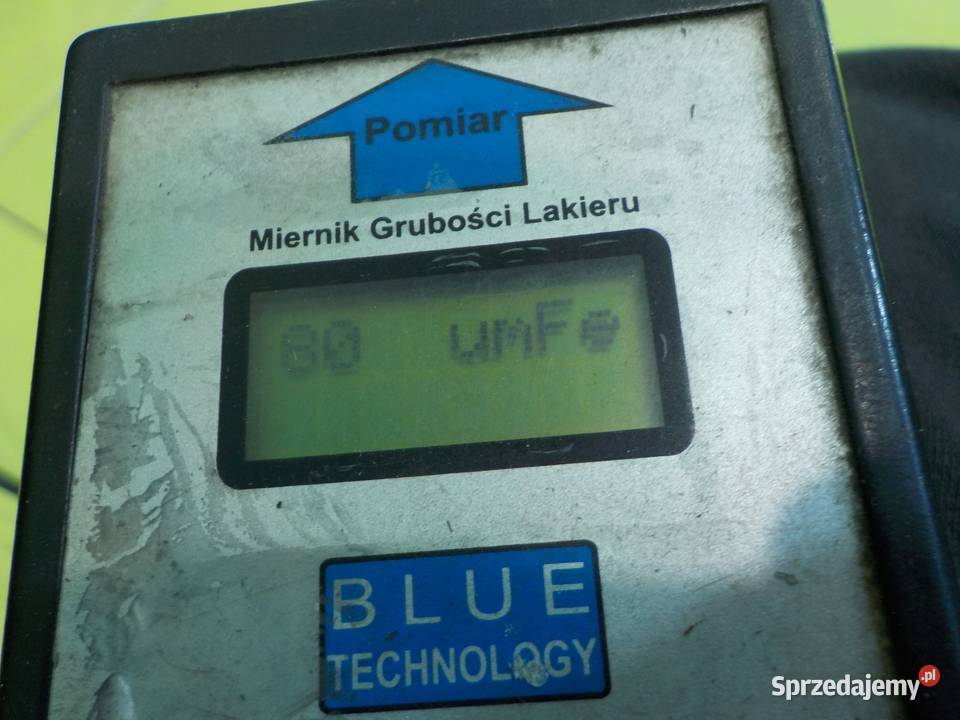 Pomiar
Miernik Grubości Lakieru
80 umFe
BLUE
TECHNOLOGY
Sprzedajemy.pl